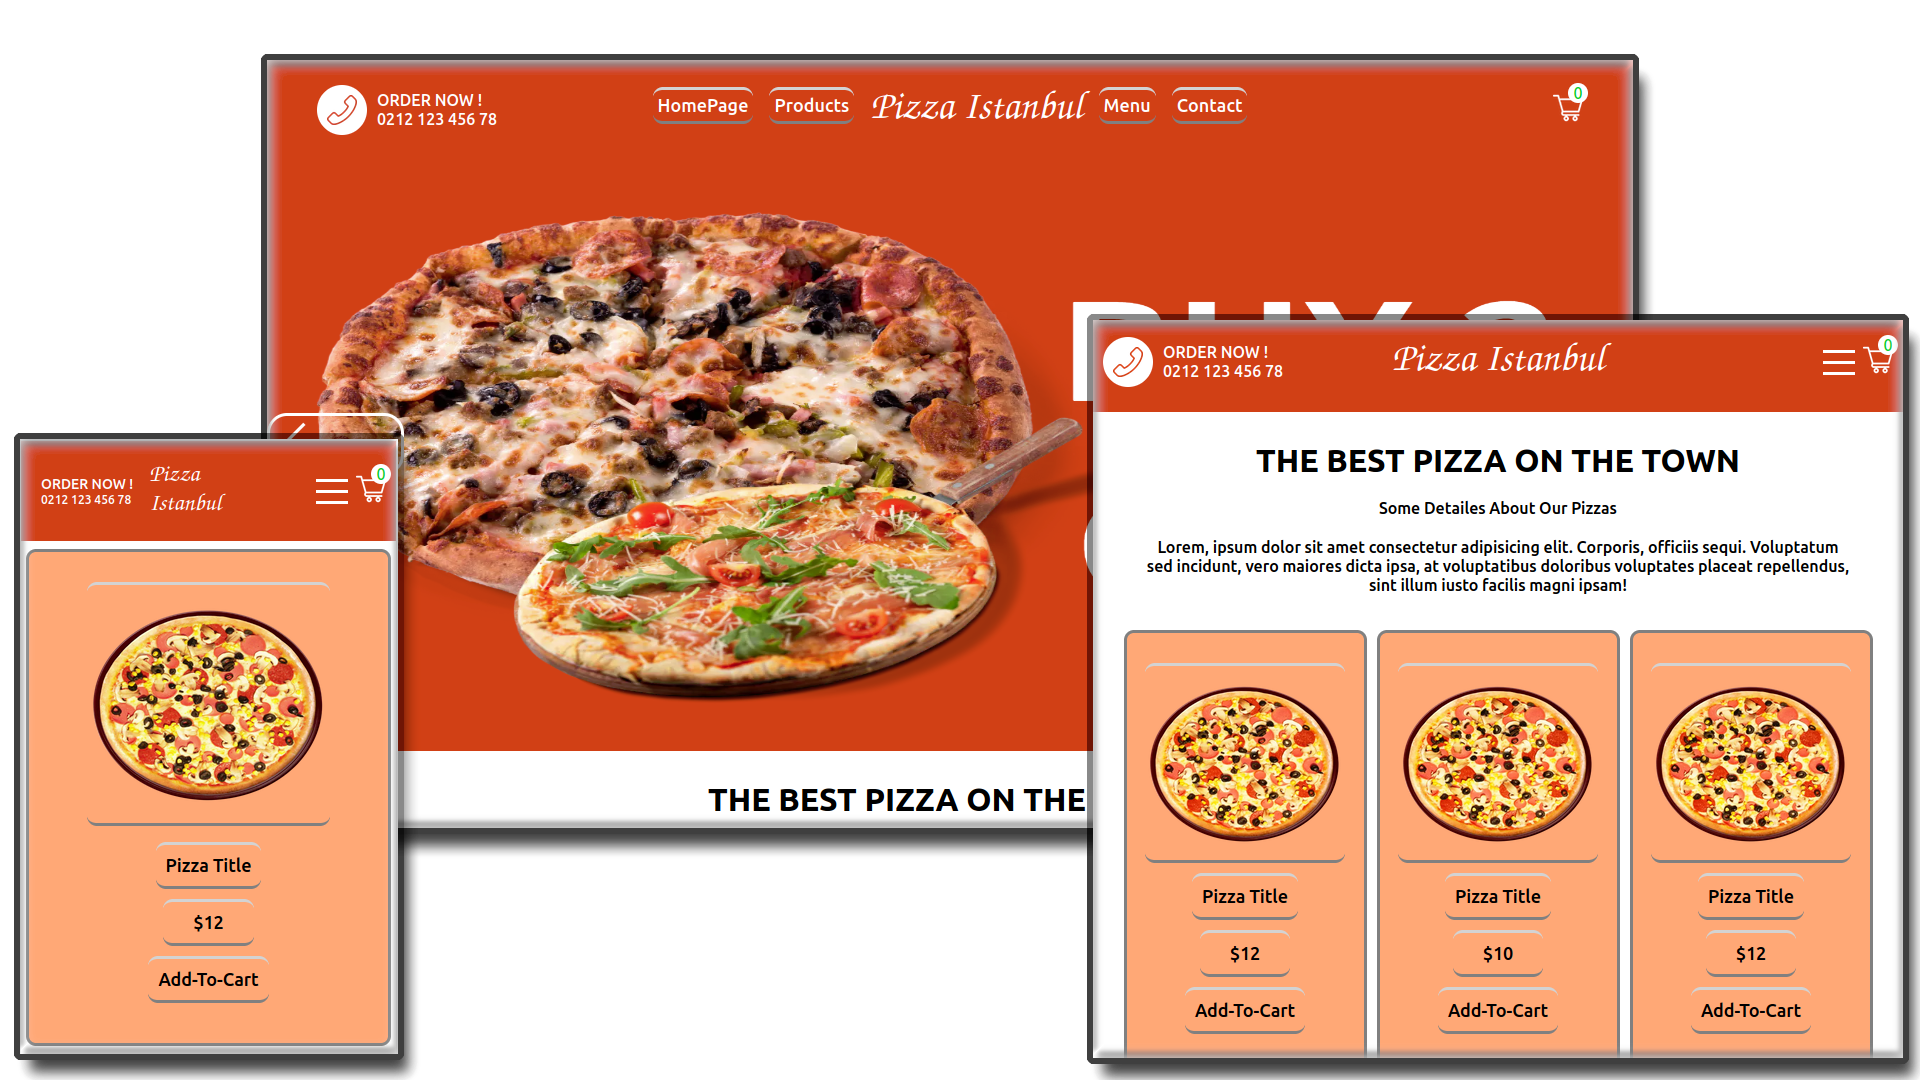 ORDER NOW !
0212 123 456 78
HomePage
Products
Pizza Istanbul
Menu
Contact
0
THE BEST PIZZA ON THE
ORDER NOW !
0212 123 456 78
Pizza
Istanbul
0
Pizza Title
$12
Add-To-Cart
ORDER NOW !
0212 123 456 78
Pizza Istanbul
0
THE BEST PIZZA ON THE TOWN
Some Detailes About Our Pizzas
Lorem, ipsum dolor sit amet consectetur adipisicing elit. Corporis, officiis sequi. Voluptatum
sed incidunt, vero maiores dicta ipsa, at voluptatibus doloribus voluptates placeat repellendus,
sint illum iusto facilis magni ipsam!
Pizza Title
$12
Add-To-Cart
Pizza Title
$10
Add-To-Cart
Pizza Title
$12
Add-To-Cart